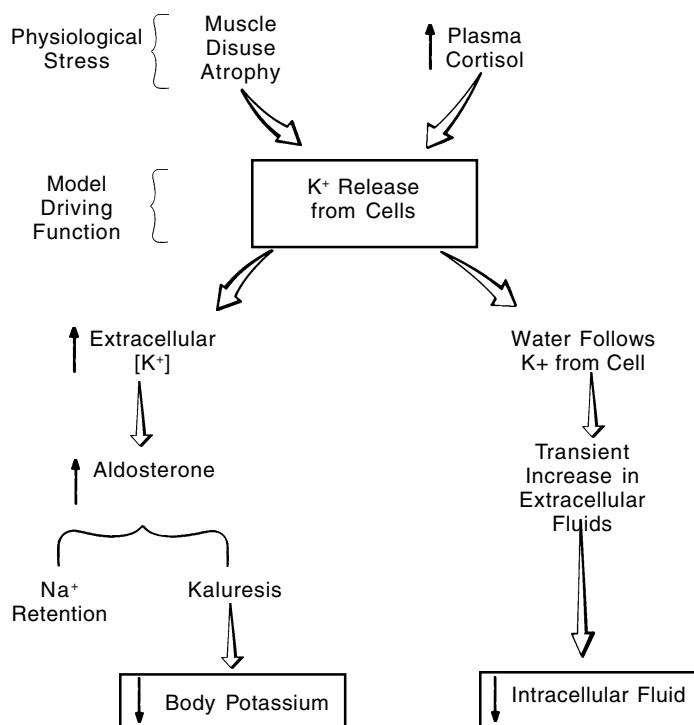 Physiological
Stress
Muscle
Disuse
Atrophy
Plasma
Cortisol
Model
Driving
Function
K⁺ Release
from Cells
Extracellular
[K⁺]
Water Follows
K+ from Cell
Aldosterone
Transient
Increase in
Extracellular
Fluids
Na⁺
Retention
Kaluresis
Body Potassium
Intracellular Fluid